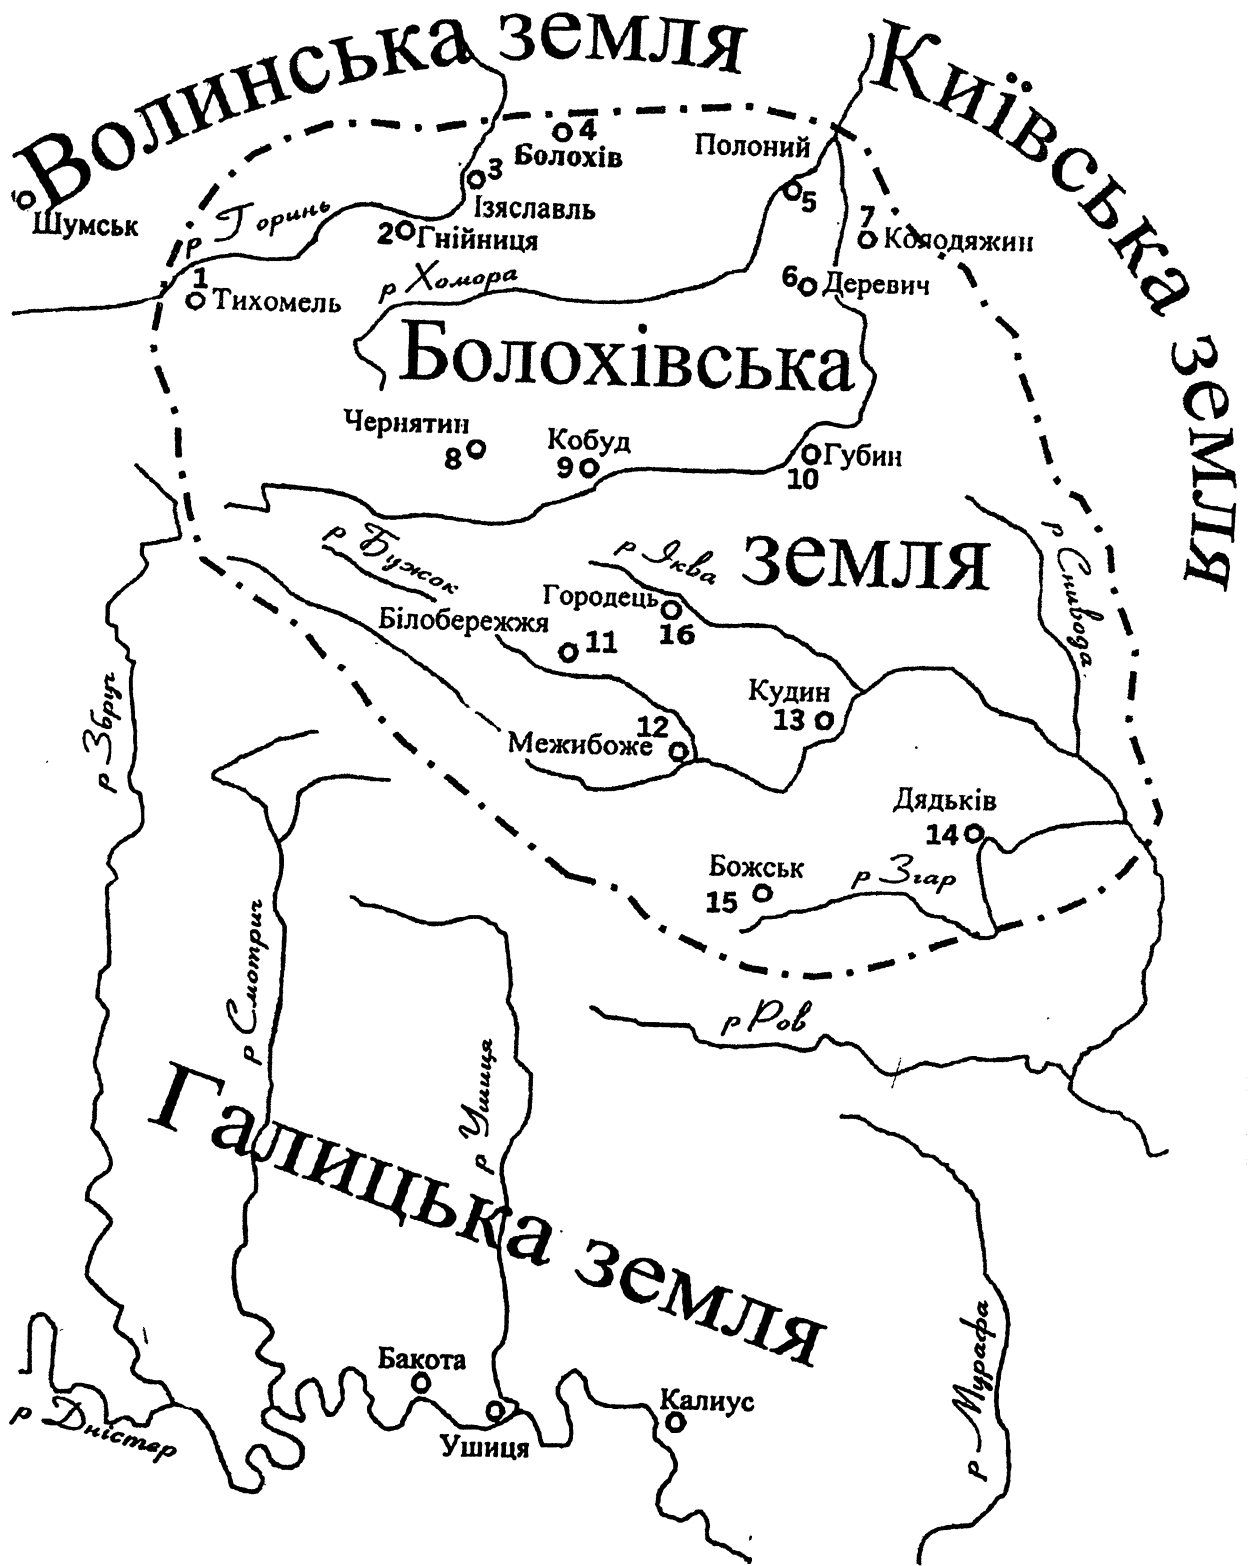 Волинська земля
Київська земля
4
Болохів
Полоний
3
5
Шумськ
р Горинь
Ізяславль
7
2
Гнійниця
Колодяжин
1
Тихомель
р Хомора
6
Деревич
Болохівська
Чернятин
8
Кобуд
9
Губин
10
р Бужок
р Іква
земля
р Снивода
Городець
16
Білобережжя
11
р Збруч
Кудин
13
12
Межибоже
Дядьків
14
Божськ
15
р Згар
р Смотрич
р Ров
р Ушиця
Галицька земля
р Мурафа
Бакота
Калиус
р Дністер
Ушиця